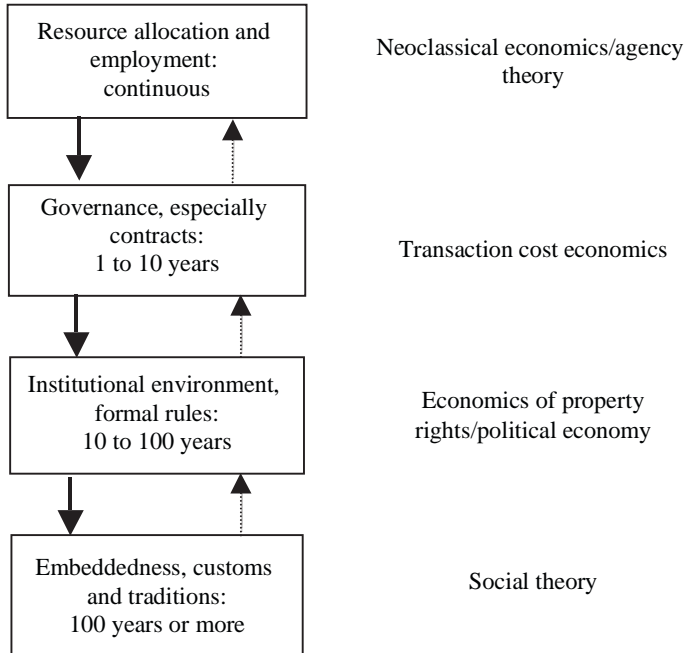 Resource allocation and
employment:
continuous
Neoclassical economics/agency
theory
Governance, especially
contracts:
1 to 10 years
Transaction cost economics
Institutional environment,
formal rules:
10 to 100 years
Economics of property
rights/political economy
Embeddedness, customs
and traditions:
100 years or more
Social theory